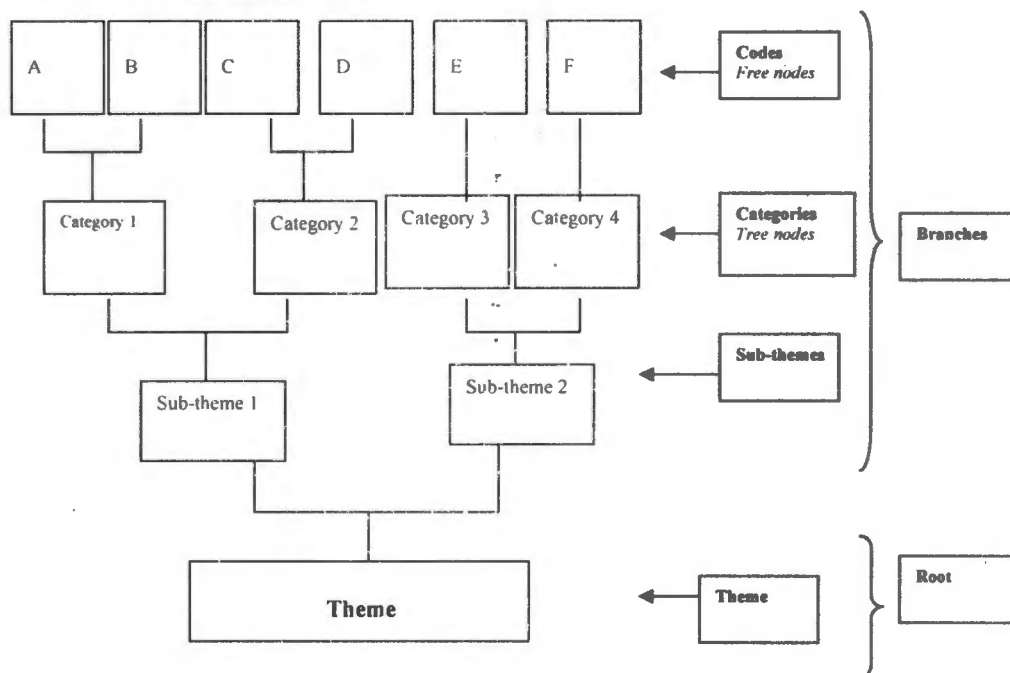 A B C D E F
Codes
Free nodes
Category 1 Category 2 Category 3 Category 4
Categories
Tree nodes
Branches
Sub-themes
Sub-theme 1 Sub-theme 2
Theme
Theme
Root